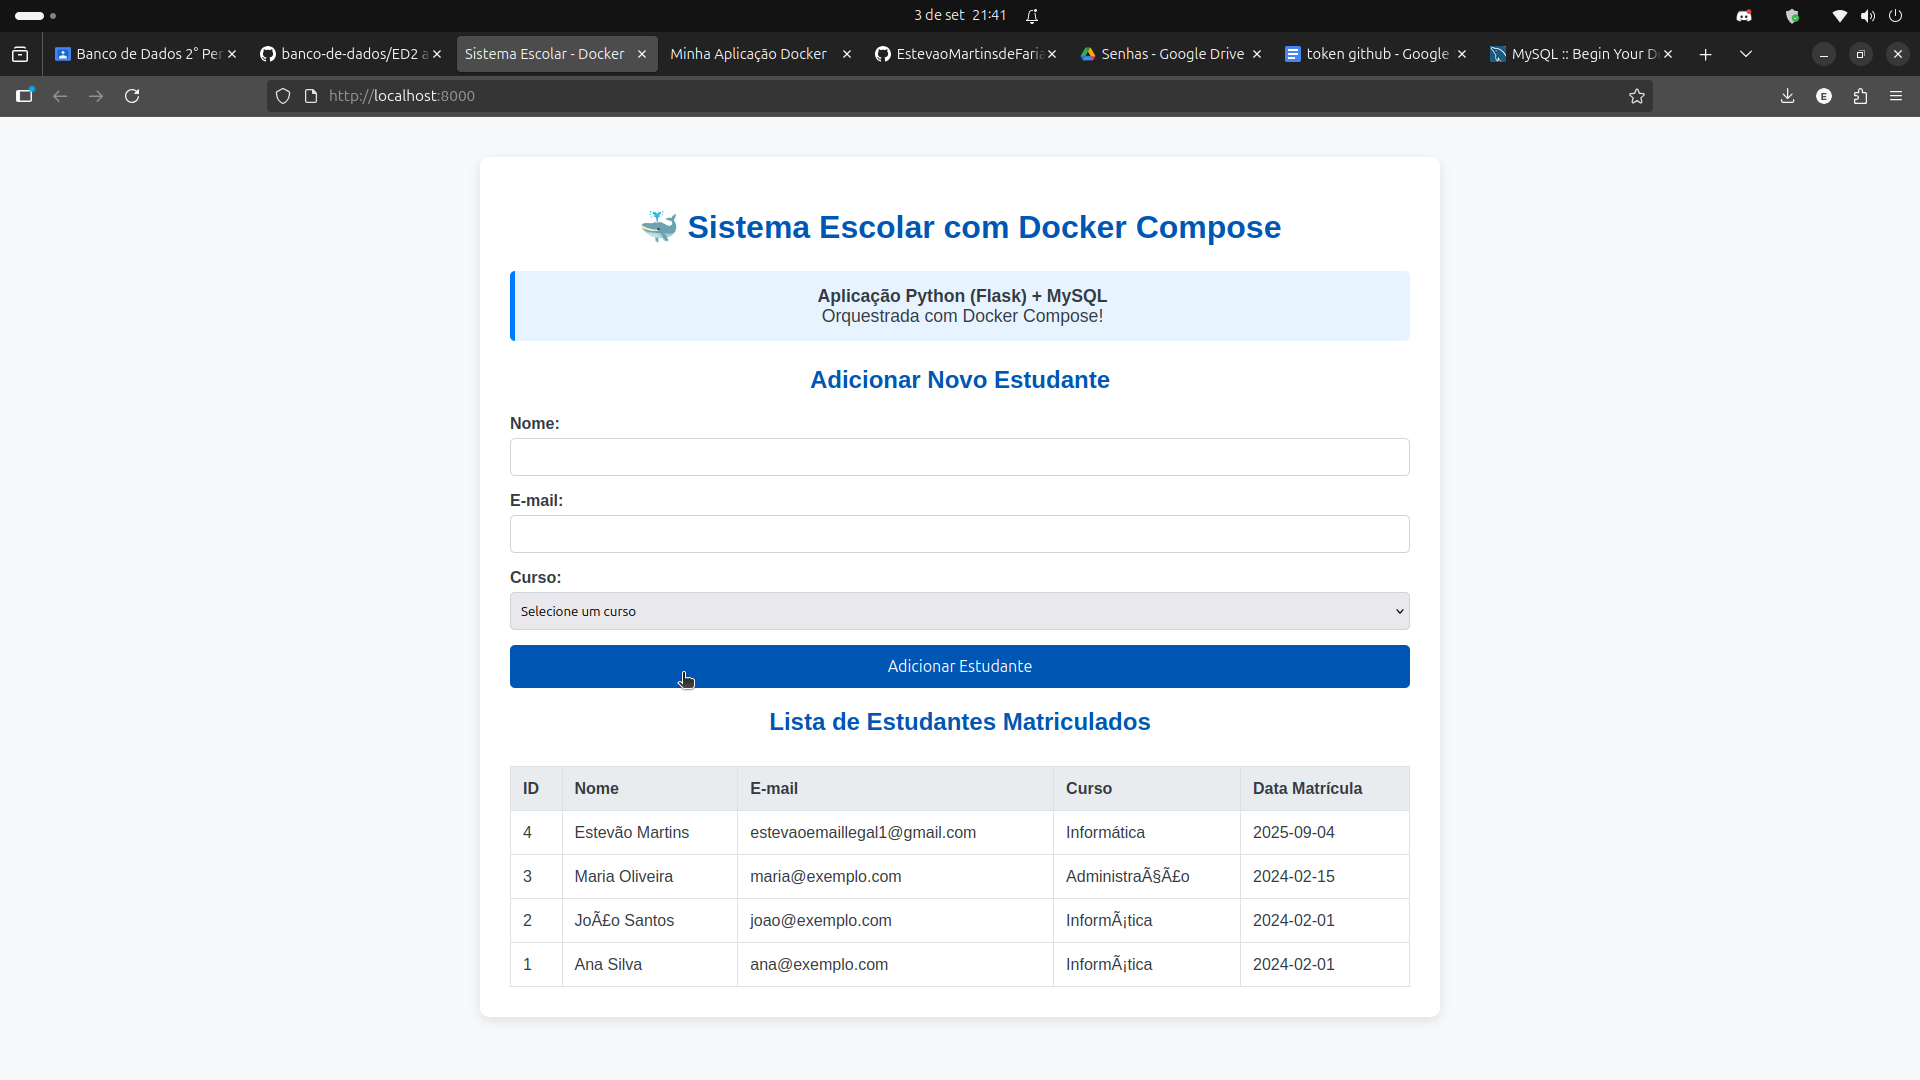 3 de set 21:41
Banco de Dados 2° Per
banco-de-dados/ED2 a
Sistema Escolar - Docker
Minha Aplicação Docker
EstevaoMartinsdeFaria
Senhas - Google Drive
token github - Google
MySQL :: Begin Your D
http://localhost:8000
E
Sistema Escolar com Docker Compose
Aplicação Python (Flask) + MySQL
Orquestrada com Docker Compose!
Adicionar Novo Estudante
Nome:
E-mail:
Curso:
Selecione um curso
Adicionar Estudante
Lista de Estudantes Matriculados
ID Nome E-mail Curso Data Matrícula
4 Estevão Martins estevaoemaillegal1@gmail.com Informática 2025-09-04
3 Maria Oliveira maria@exemplo.com AdministraÃ§Ã£o 2024-02-15
2 JoÃ£o Santos joao@exemplo.com InformÃ¡tica 2024-02-01
1 Ana Silva ana@exemplo.com InformÃ¡tica 2024-02-01